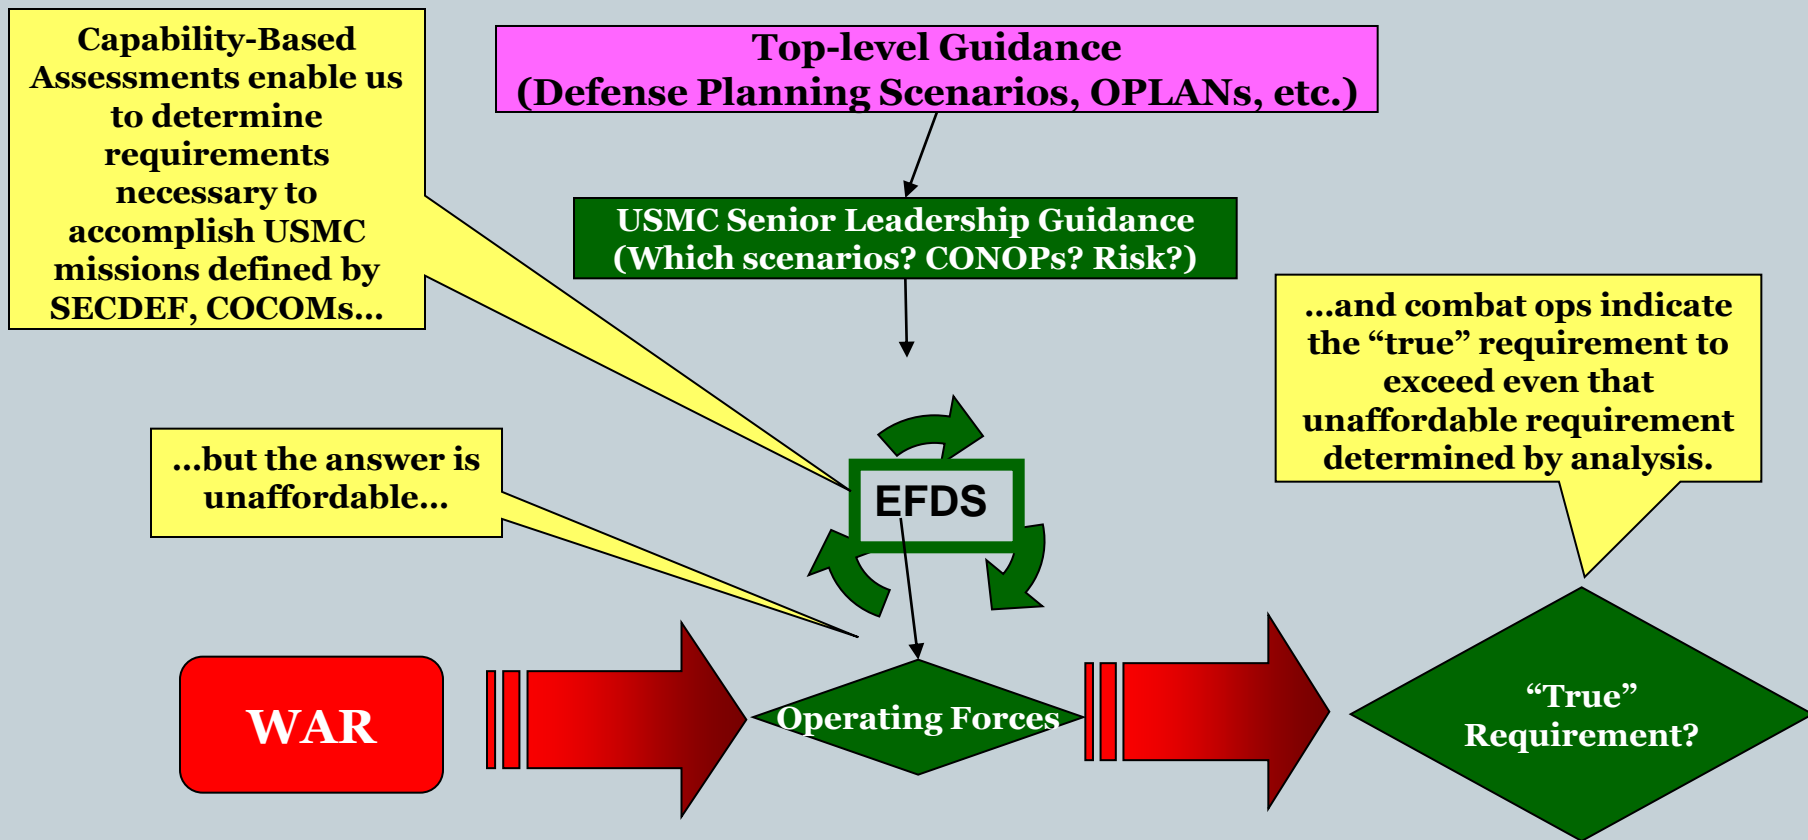 Capability-Based
Assessments enable us
to determine
requirements
necessary to
accomplish USMC
missions defined by
SECDEF, COCOMs…
Top-level Guidance
(Defense Planning Scenarios, OPLANs, etc.)
USMC Senior Leadership Guidance
(Which scenarios? CONOPs? Risk?)
…and combat ops indicate
the “true” requirement to
exceed even that
unaffordable requirement
determined by analysis.
…but the answer is
unaffordable…
EFDS
WAR
Operating Forces
“True”
Requirement?